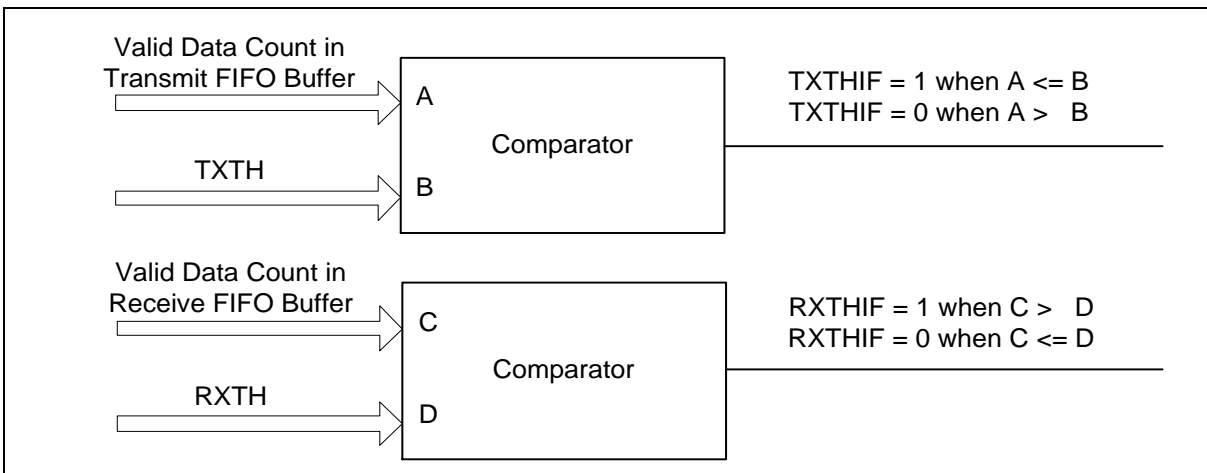 Valid Data Count in
Transmit FIFO Buffer
A
TXTH
B
Comparator
TXTHIF = 1 when A <= B
TXTHIF = 0 when A > B
Valid Data Count in
Receive FIFO Buffer
C
RXTH
D
Comparator
RXTHIF = 1 when C > D
RXTHIF = 0 when C <= D